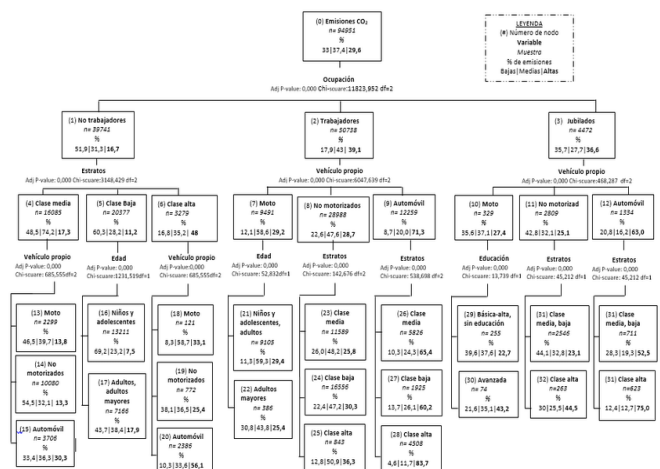 (0) Emisiones CO₂
n= 94951
%
33|37,4|29,6
LEYENDA
(#) Número de nodo
Variable
Muestra
% de emisiones
Bajas|Medias|Altas
Ocupación
Adj P-value: 0,000 Chi-scuare:11823,952 df=2
(1) No trabajadores
n= 39741
%
51,9|31,3|16,7
(2) Trabajadores
n= 50738
%
17,9|43| 39,1
(3) Jubilados
n= 4472
%
35,7|27,7|36,6
Estratos
Adj P-value: 0,000 Chi-scuare:3148,429 df=2
Vehículo propio
Adj P-value: 0,000 Chi-scuare:6047,639 df=2
Vehículo propio
Adj P-value: 0,000 Chi-scuare:468,287 df=2
(4) Clase media
n= 16085
%
48,5|74,2|17,3
(5) Clase Baja
n= 20377
%
60,3|28,2|11,2
(6) Clase alta
n= 3279
%
16,8|35,2| 48
(7) Moto
n= 9491
%
12,1|58,6|29,2
(8) No motorizados
n= 28988
%
22,6|47,6|28,7
(9) Automóvil
n= 12259
%
8,7|20,0|71,3
(10) Moto
n= 329
%
35,6|37,1|27,4
(11) No motorizad
n= 2809
%
42,8|32,1|25,1
(12) Automóvil
n= 1334
%
20,8|16,2|63,0
Vehículo propio
Adj P-value: 0,000
Chi-scuare: 685,555df=2
Edad
Adj P-value: 0,000
Chi-scuare:1231,519df=1
Vehículo propio
Adj P-value: 0,000
Chi-scuare: 685,555df=2
Edad
Adj P-value: 0,000
Chi-scuare: 52,832df=1
Estratos
Adj P-value: 0,000
Chi-scuare: 142,676 df=2
Estratos
Adj P-value: 0,000
Chi-scuare: 538,698 df=2
Educación
Adj P-value: 0,000
Chi-scuare: 13,739 df=1
Estratos
Adj P-value: 0,000
Chi-scuare: 45,212 df=1
Estratos
Adj P-value: 0,000
Chi-scuare: 45,212 df=1
(13) Moto
n= 2299
%
46,5|39,7|13,8
(16) Niños y
adolescentes
n= 13211
%
69,2|23,2|7,5
(18) Moto
n= 121
%
8,3|58,7|33,1
(21) Niños y
adolescentes,
adultos
n= 9105
%
11,3|59,3|29,4
(23) Clase
media
n= 11589
%
26,0|48,2|25,8
(26) Clase
media
n= 5826
%
10,3|24,3|65,4
(29) Básica-alta,
sin educación
n= 255
%
39,6|37,6| 22,7
(31) Clase
media, baja
n=2546
%
44,1|32,8|23,1
(31) Clase
media, baja
n=711
%
28,3|19,3|52,5
(14) No
motorizados
n= 10080
%
54,5|32,1| 13,3
(17) Adultos,
adultos
mayores
n= 7166
%
43,7|38,4|17,9
(19) No
motorizados
n= 772
%
38,1|36,5|25,4
(22) Adultos
mayores
n= 386
%
30,8|43,8|25,4
(24) Clase baja
n= 16556
%
22,4|47,2|30,3
(27) Clase baja
n= 1925
%
13,7|26,1|60,2
(30) Avanzada
n= 74
%
21,6|35,1|43,2
(32) Clase alta
n=263
%
30|25,5|44,5
(31) Clase alta
n=623
%
12,4|12,7|75,0
(15) Automóvil
n= 3706
%
33,4|36,3|30,3
(20) Automóvil
n= 2386
%
10,3|33,6|56,1
(25) Clase alta
n= 843
%
12,8|50,9|36,3
(28) Clase alta
n= 4508
%
4,6|11,7|83,7